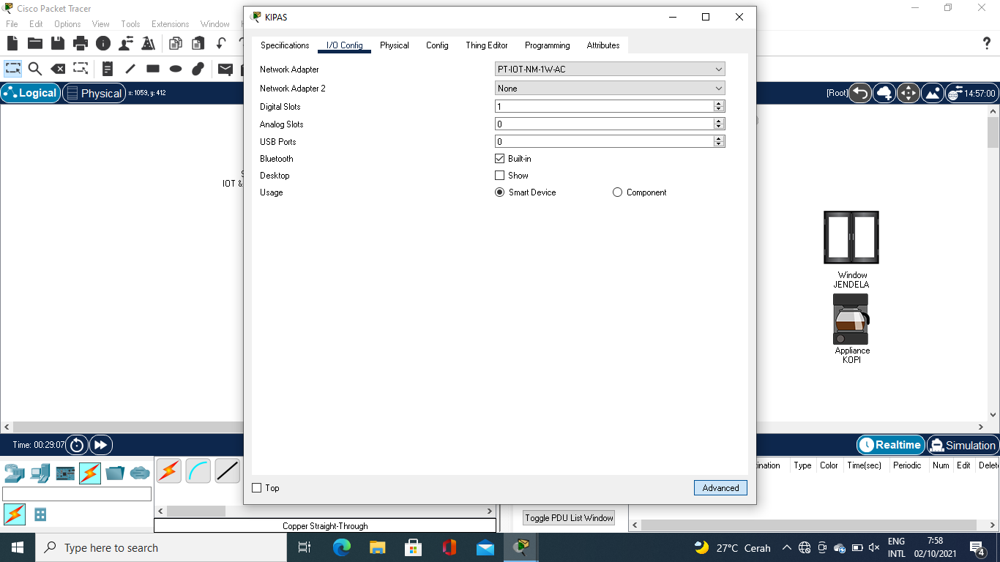 Cisco Packet Tracer
KIPAS
File Edit Options View Tools Extensions Window
Specifications I/O Config Physical Config Thing Editor Programming Attributes
Network Adapter PT-IOT-NM-1W-AC
Network Adapter 2 None
Digital Slots 1
Analog Slots 0
USB Ports 0
Bluetooth Built-in
Desktop Show
Usage Smart Device Component
Logical Physical x: 1059, y: 412
[Root] 14:57:00
IOT &
Window
JENDELA
Appliance
KOPI
Time: 00:29:07
Realtime Simulation
Type Color Time(sec) Periodic Num Edit
Top Advanced
Toggle PDU List Window
Copper Straight-Through
Type here to search
27°C Cerah
ENG
INTL
7:58
02/10/2021
4